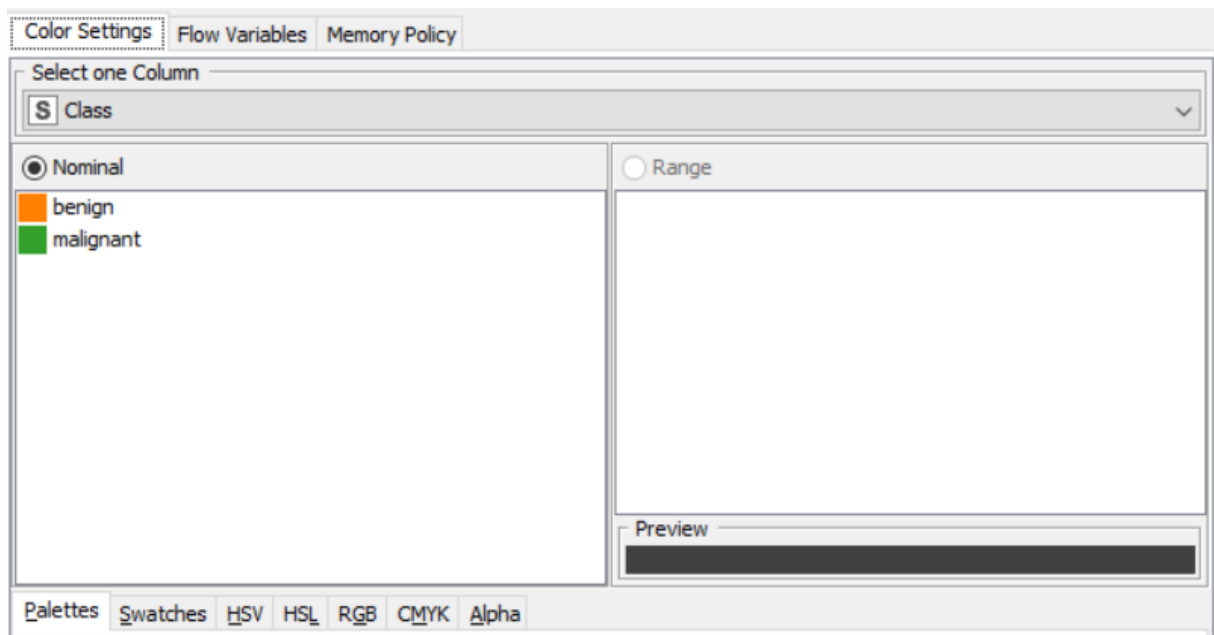 Color Settings Flow Variables Memory Policy
Select one Column
S Class
Nominal
Range
benign
malignant
Preview
Palettes Swatches HSV HSL RGB CMYK Alpha